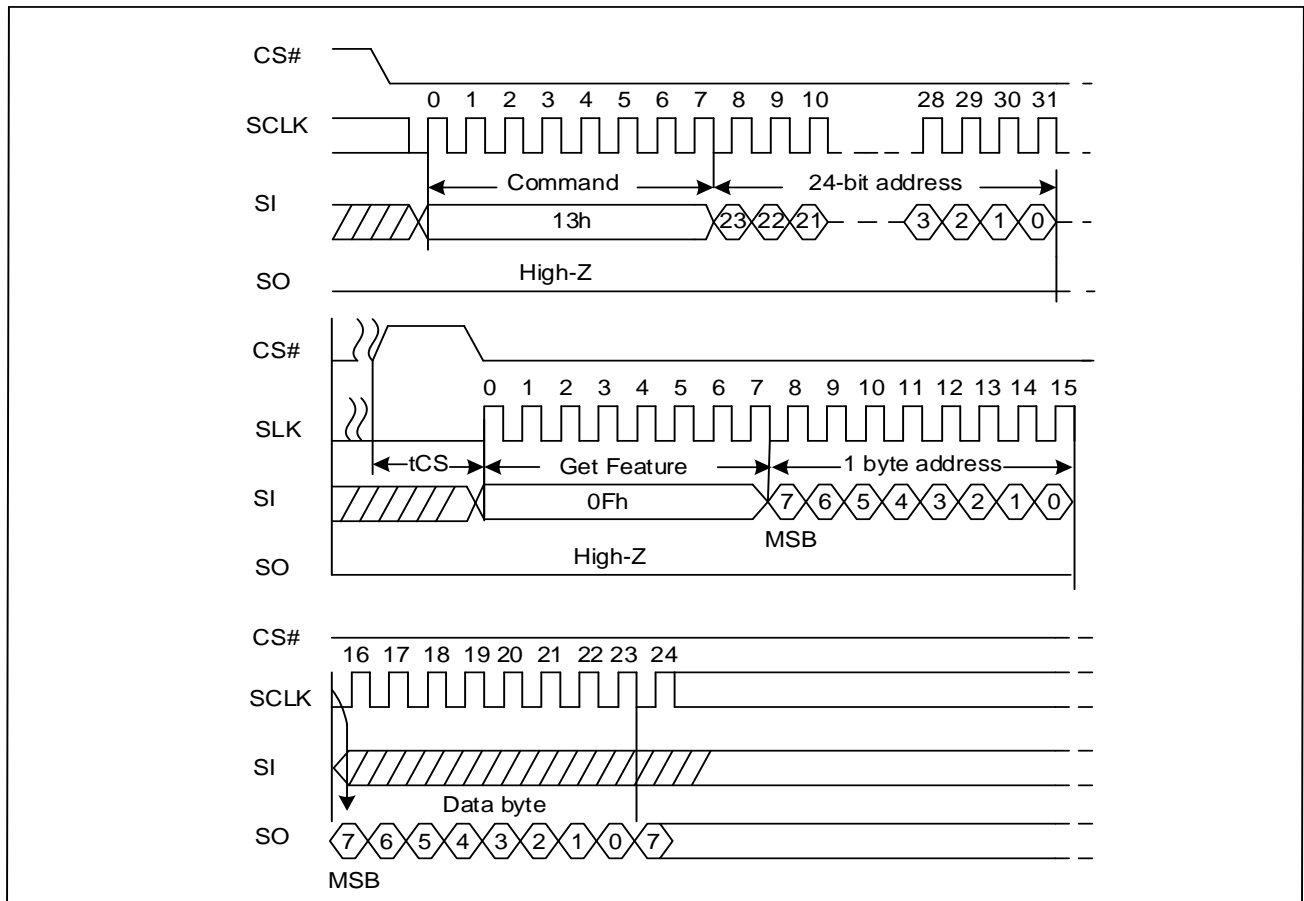 CS#
0 1 2 3 4 5 6 7 8 9 10 28 29 30 31
SCLK
Command 24-bit address
SI
13h 23 22 21 3 2 1 0
High-Z
SO
CS#
0 1 2 3 4 5 6 7 8 9 10 11 12 13 14 15
SLK
tCS Get Feature 1 byte address
SI
0Fh 7 6 5 4 3 2 1 0
MSB
High-Z
SO
CS#
16 17 18 19 20 21 22 23 24
SCLK
SI
Data byte
SO 7 6 5 4 3 2 1 0 7
MSB